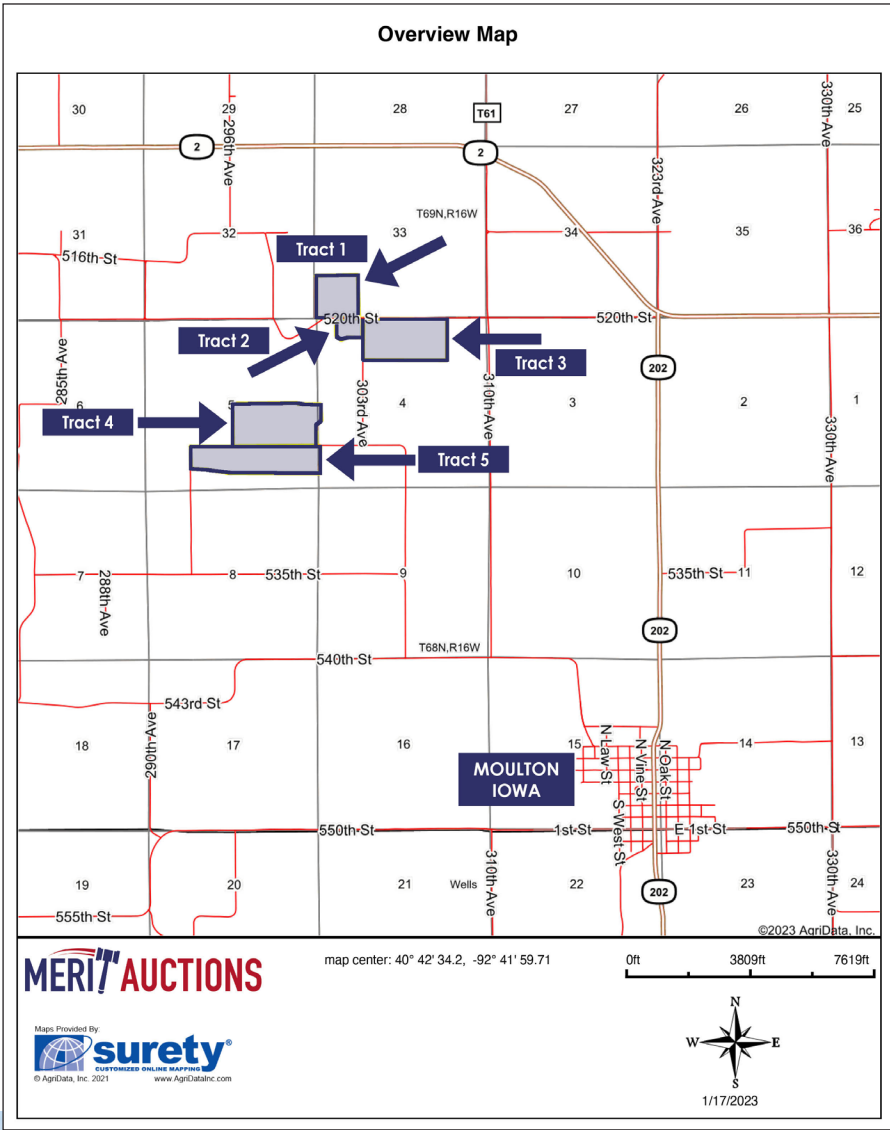 Overview Map
30
29
28
T61
27
26
25
330th Ave
296th Ave
2
2
323rd Ave
T69N,R16W
31
32
33
34
35
36
516th St
Tract 1
520th St
520th St
Tract 2
Tract 3
202
285th Ave
303rd Ave
310th Ave
330th Ave
6
5
4
3
2
1
Tract 4
Tract 5
7
288th Ave
8
535th St
9
10
535th St
11
12
202
T68N,R16W
540th St
543rd St
290th Ave
18
17
16
15
14
13
N Law St
N Vine St
N Oak St
MOULTON
IOWA
S West St
550th St
1st St
E 1st St
550th St
310th Ave
330th Ave
19
20
21
Wells
22
202
23
24
555th St
©2023 AgriData, Inc.
MERIT AUCTIONS
map center: 40° 42' 34.2, -92° 41' 59.71
0ft 3809ft 7619ft
Maps Provided By:
surety®
CUSTOMIZED ONLINE MAPPING
© AgriData, Inc. 2021 www.AgriDataInc.com
N
W E
S
1/17/2023